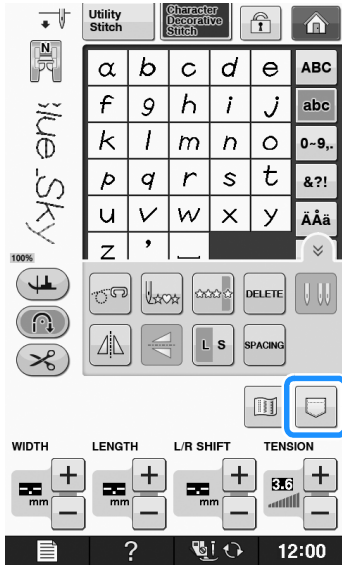 Utility Stitch
Character Decorative Stitch
N
Blue_Sky
100%
a b c d e ABC
f g h i j abc
k l m n o 0~9,.
p q r s t &?!
u v w x y ÄÅä
z ’ _
DELETE
L S
SPACING
WIDTH LENGTH L/R SHIFT TENSION
mm mm mm 3.6
? 12:00